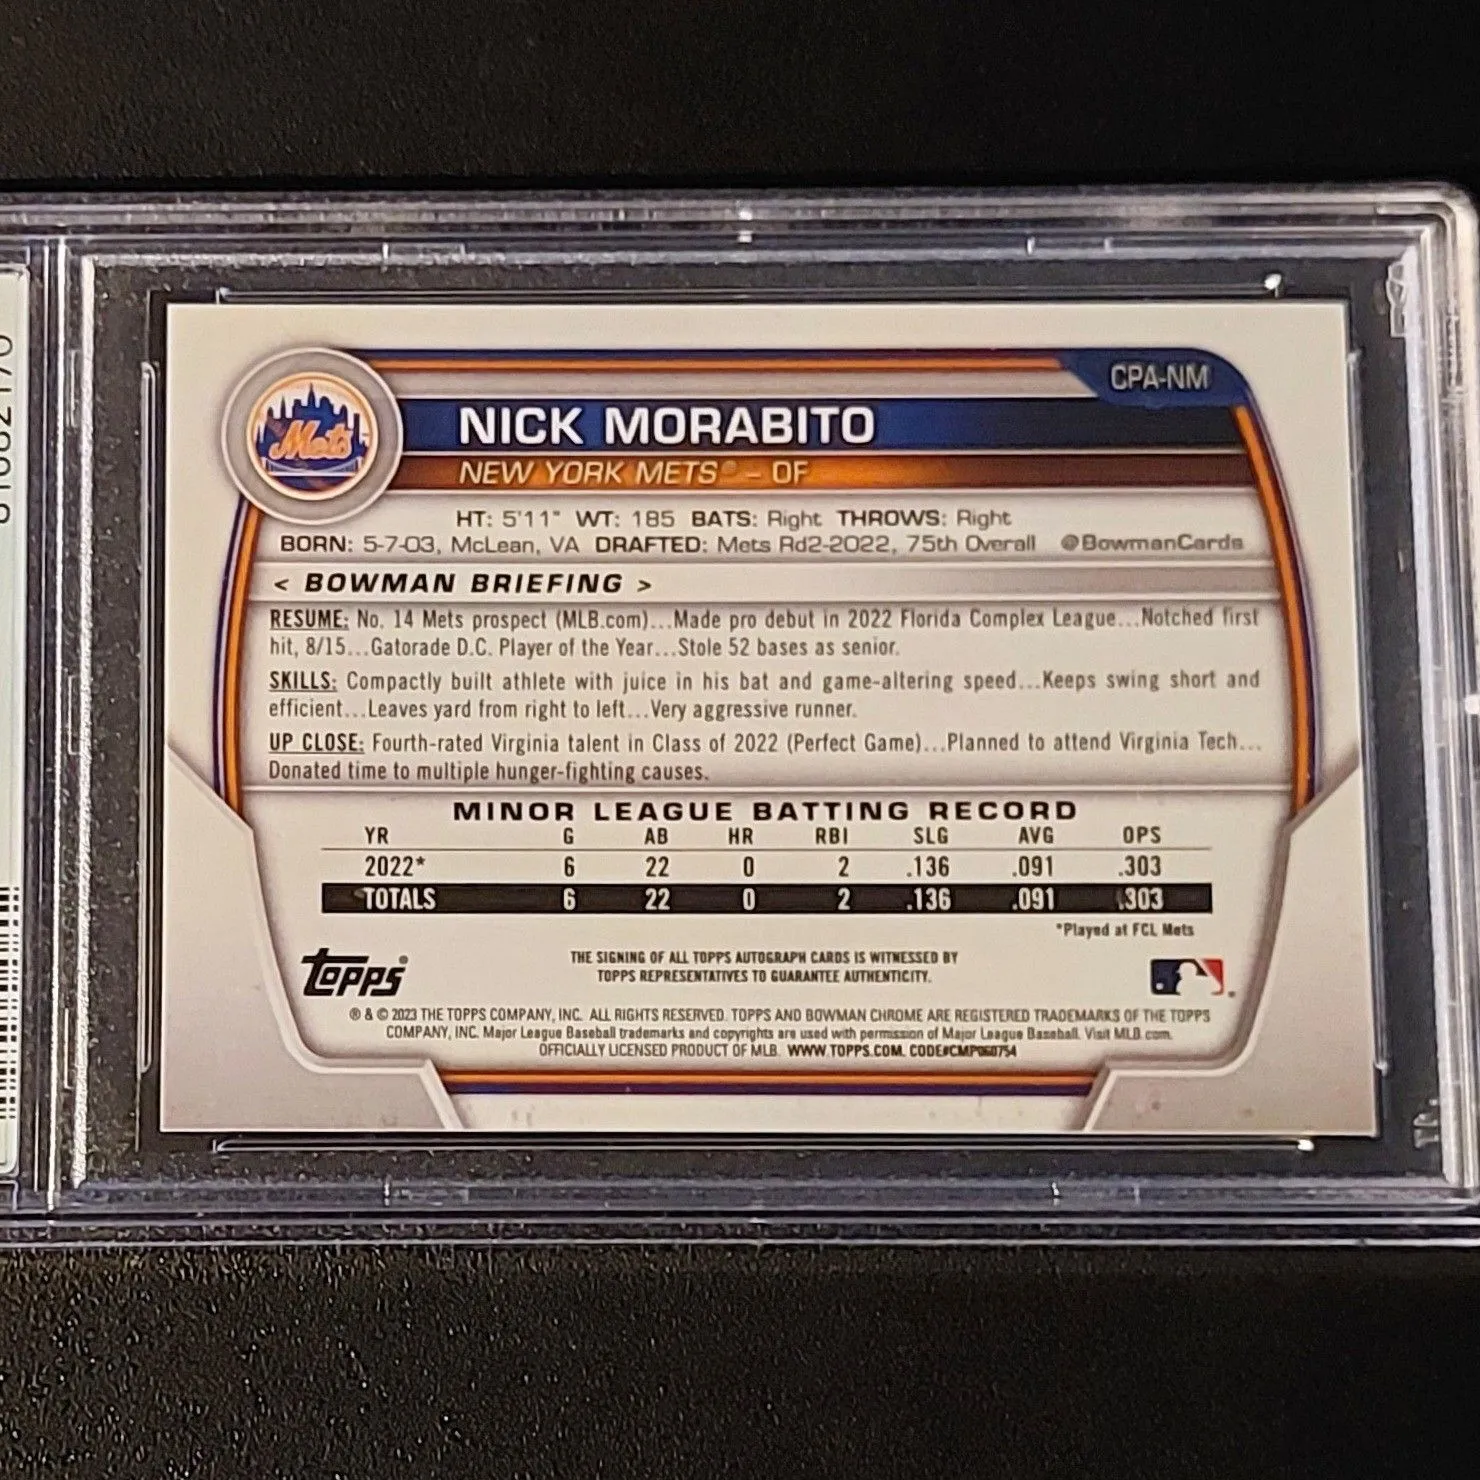 CPA-NM
Mets
NICK MORABITO
NEW YORK METS® – OF
HT: 5'11" WT: 185 BATS: Right THROWS: Right
BORN: 5-7-03, McLean, VA DRAFTED: Mets Rd2-2022, 75th Overall @BowmanCards
< BOWMAN BRIEFING >
RESUME: No. 14 Mets prospect (MLB.com)...Made pro debut in 2022 Florida Complex League...Notched first
hit, 8/15...Gatorade D.C. Player of the Year...Stole 52 bases as senior.
SKILLS: Compactly built athlete with juice in his bat and game-altering speed...Keeps swing short and
efficient...Leaves yard from right to left...Very aggressive runner.
UP CLOSE: Fourth-rated Virginia talent in Class of 2022 (Perfect Game)...Planned to attend Virginia Tech...
Donated time to multiple hunger-fighting causes.
MINOR LEAGUE BATTING RECORD
YR G AB HR RBI SLG AVG OPS
2022* 6 22 0 2 .136 .091 .303
TOTALS 6 22 0 2 .136 .091 .303
*Played at FCL Mets
topps®
THE SIGNING OF ALL TOPPS AUTOGRAPH CARDS IS WITNESSED BY
TOPPS REPRESENTATIVES TO GUARANTEE AUTHENTICITY.
® & © 2023 THE TOPPS COMPANY, INC. ALL RIGHTS RESERVED. TOPPS AND BOWMAN CHROME ARE REGISTERED TRADEMARKS OF THE TOPPS
COMPANY, INC. Major League Baseball trademarks and copyrights are used with permission of Major League Baseball. Visit MLB.com.
OFFICIALLY LICENSED PRODUCT OF MLB. WWW.TOPPS.COM. CODE#CMP060754